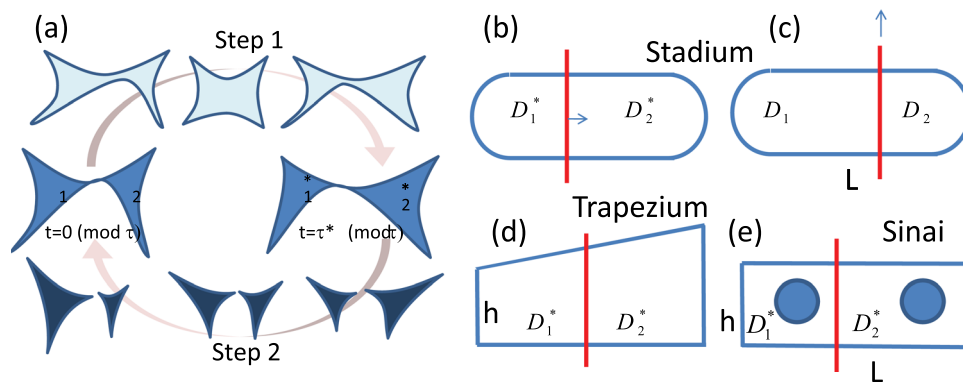 (a)
Step 1
1
2
t=0 (mod τ)
*
1
*
2
t=τ* (mod τ)
Step 2
(b)
Stadium
D₁*
D₂*
(c)
D₁
D₂
L
Trapezium
(d)
h
D₁*
D₂*
(e)
Sinai
h
D₁*
D₂*
L